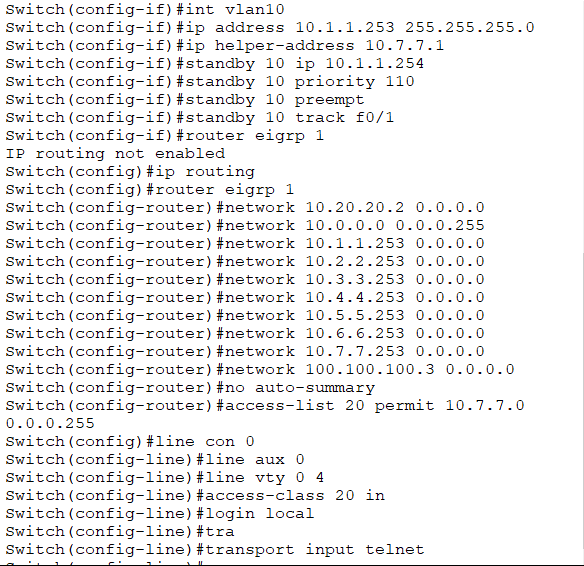 Switch(config-if)#int vlan10
Switch(config-if)#ip address 10.1.1.253 255.255.255.0
Switch(config-if)#ip helper-address 10.7.7.1
Switch(config-if)#standby 10 ip 10.1.1.254
Switch(config-if)#standby 10 priority 110
Switch(config-if)#standby 10 preempt
Switch(config-if)#standby 10 track f0/1
Switch(config-if)#router eigrp 1
IP routing not enabled
Switch(config)#ip routing
Switch(config)#router eigrp 1
Switch(config-router)#network 10.20.20.2 0.0.0.0
Switch(config-router)#network 10.0.0.0 0.0.0.255
Switch(config-router)#network 10.1.1.253 0.0.0.0
Switch(config-router)#network 10.2.2.253 0.0.0.0
Switch(config-router)#network 10.3.3.253 0.0.0.0
Switch(config-router)#network 10.4.4.253 0.0.0.0
Switch(config-router)#network 10.5.5.253 0.0.0.0
Switch(config-router)#network 10.6.6.253 0.0.0.0
Switch(config-router)#network 10.7.7.253 0.0.0.0
Switch(config-router)#network 100.100.100.3 0.0.0.0
Switch(config-router)#no auto-summary
Switch(config-router)#access-list 20 permit 10.7.7.0
0.0.0.255
Switch(config)#line con 0
Switch(config-line)#line aux 0
Switch(config-line)#line vty 0 4
Switch(config-line)#access-class 20 in
Switch(config-line)#login local
Switch(config-line)#tra
Switch(config-line)#transport input telnet